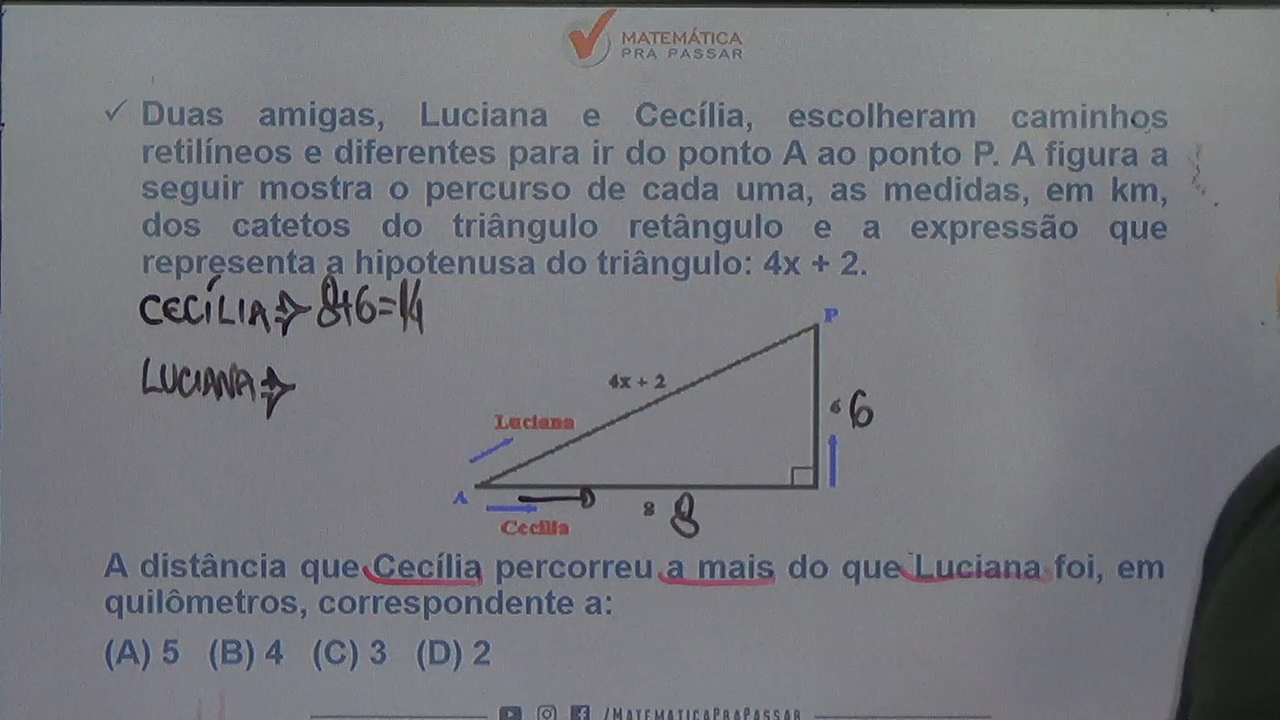 MATEMÁTICA
PRA PASSAR
✓ Duas amigas, Luciana e Cecília, escolheram caminhos
retilíneos e diferentes para ir do ponto A ao ponto P. A figura a
seguir mostra o percurso de cada uma, as medidas, em km,
dos catetos do triângulo retângulo e a expressão que
representa a hipotenusa do triângulo: 4x + 2.
CECÍLIA ⇒ 8+6=14
LUCIANA ⇒
P
4x + 2
6 6
Luciana
A
8 8
Cecília
A distância que Cecília percorreu a mais do que Luciana foi, em
quilômetros, correspondente a:
(A) 5 (B) 4 (C) 3 (D) 2
/MATEMATICAPRAPASSAR